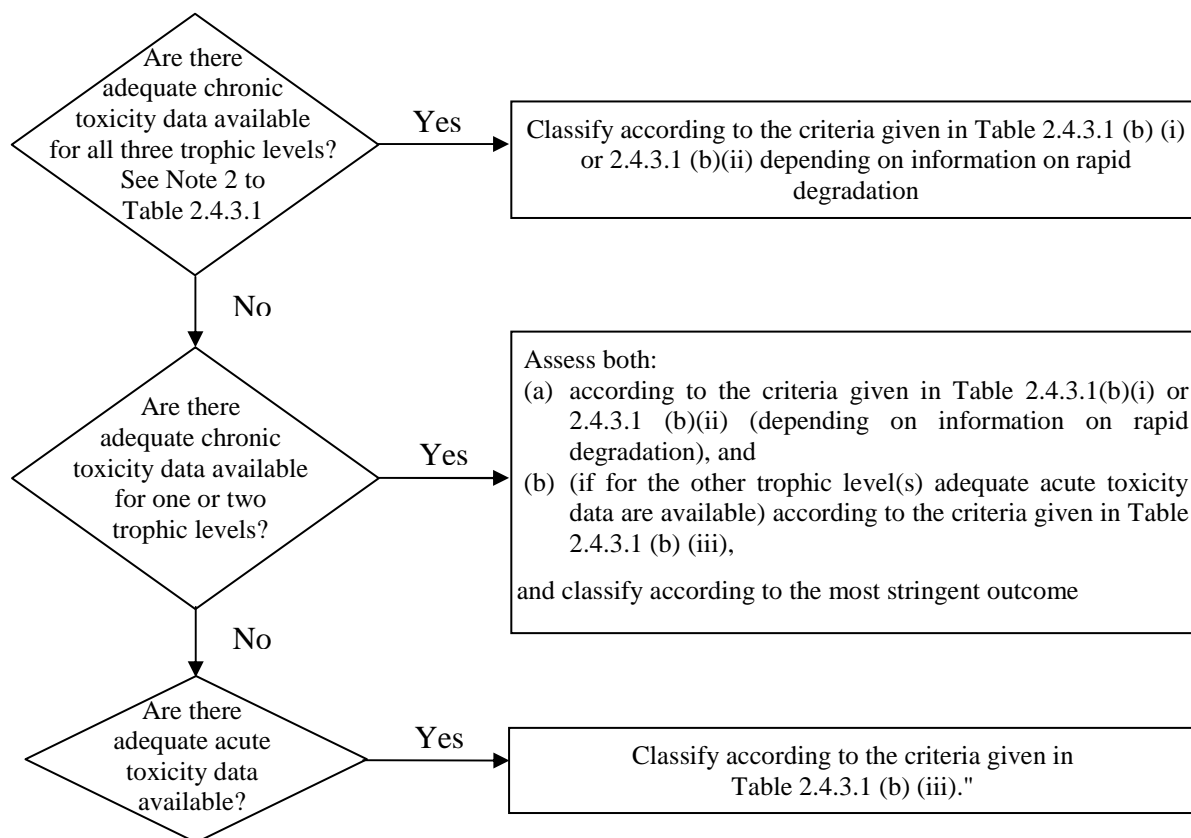 Are there
adequate chronic
toxicity data available
for all three trophic levels?
See Note 2 to
Table 2.4.3.1
Yes
Classify according to the criteria given in Table 2.4.3.1 (b) (i)
or 2.4.3.1 (b)(ii) depending on information on rapid
degradation
No
Are there
adequate chronic
toxicity data available
for one or two
trophic levels?
Yes
Assess both:
(a) according to the criteria given in Table 2.4.3.1(b)(i) or
2.4.3.1 (b)(ii) (depending on information on rapid
degradation), and
(b) (if for the other trophic level(s) adequate acute toxicity
data are available) according to the criteria given in Table
2.4.3.1 (b) (iii),
and classify according to the most stringent outcome
No
Are there
adequate acute
toxicity data
available?
Yes
Classify according to the criteria given in
Table 2.4.3.1 (b) (iii)."